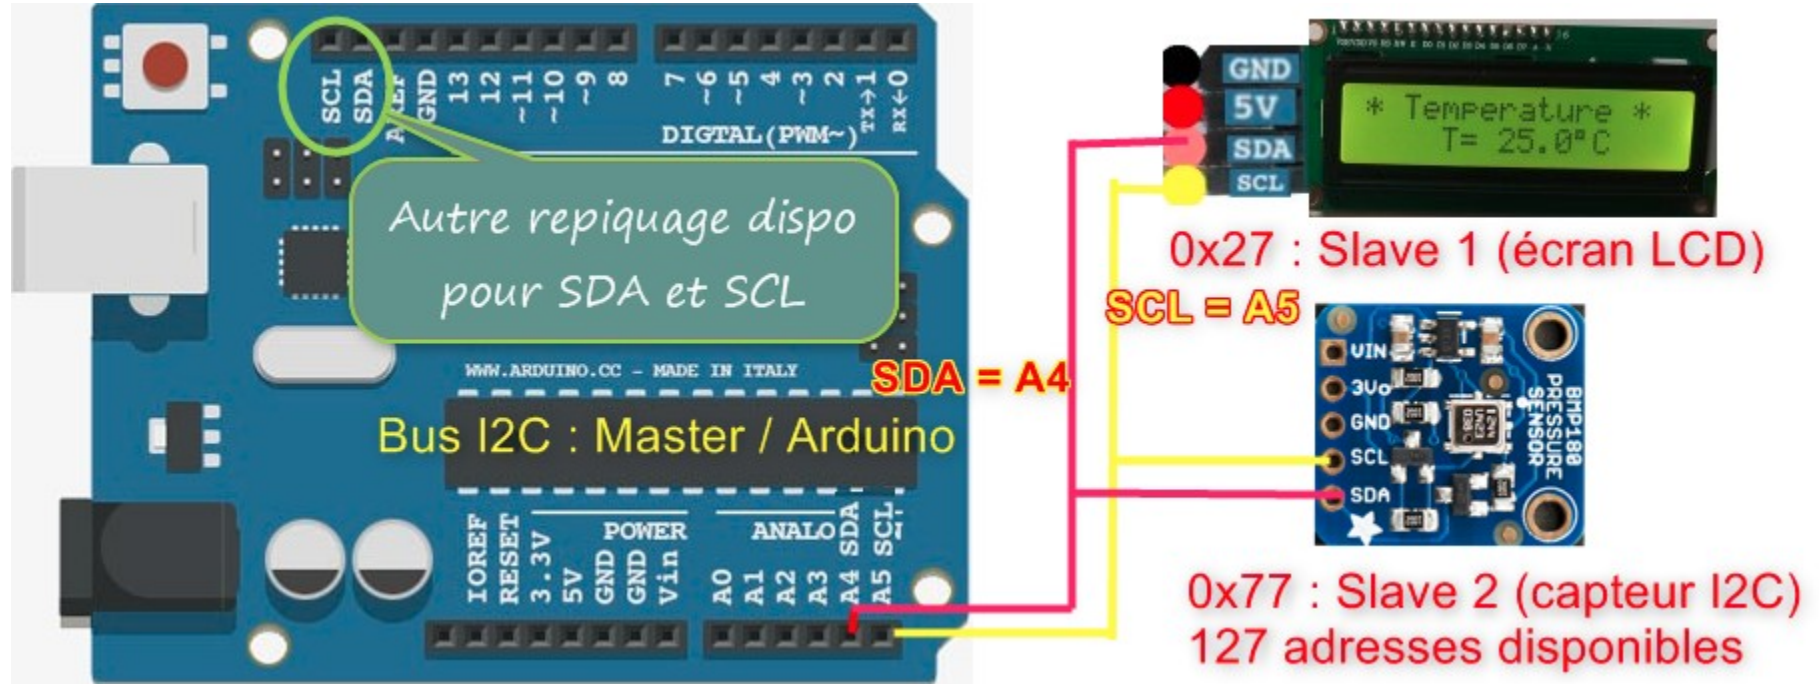 SCL
SDA
AREF
GND
13
12
~11
~10
~9
8
7
~6
~5
4
~3
2
TX→1
RX←0
DIGTAL(PWM~)
Autre repiquage dispo
pour SDA et SCL
WWW.ARDUINO.CC - MADE IN ITALY
Bus I2C : Master / Arduino
SDA = A4
SCL = A5
POWER
ANALO
IOREF
RESET
3.3V
5V
GND
GND
Vin
A0
A1
A2
A3
A4 SDA
A5 SCL
GND
5V
SDA
SCL
* Temperature *
T= 25.0°C
0x27 : Slave 1 (écran LCD)
VIN
3Vo
GND
SCL
SDA
BMP180
PRESSURE
SENSOR
0x77 : Slave 2 (capteur I2C)
127 adresses disponibles